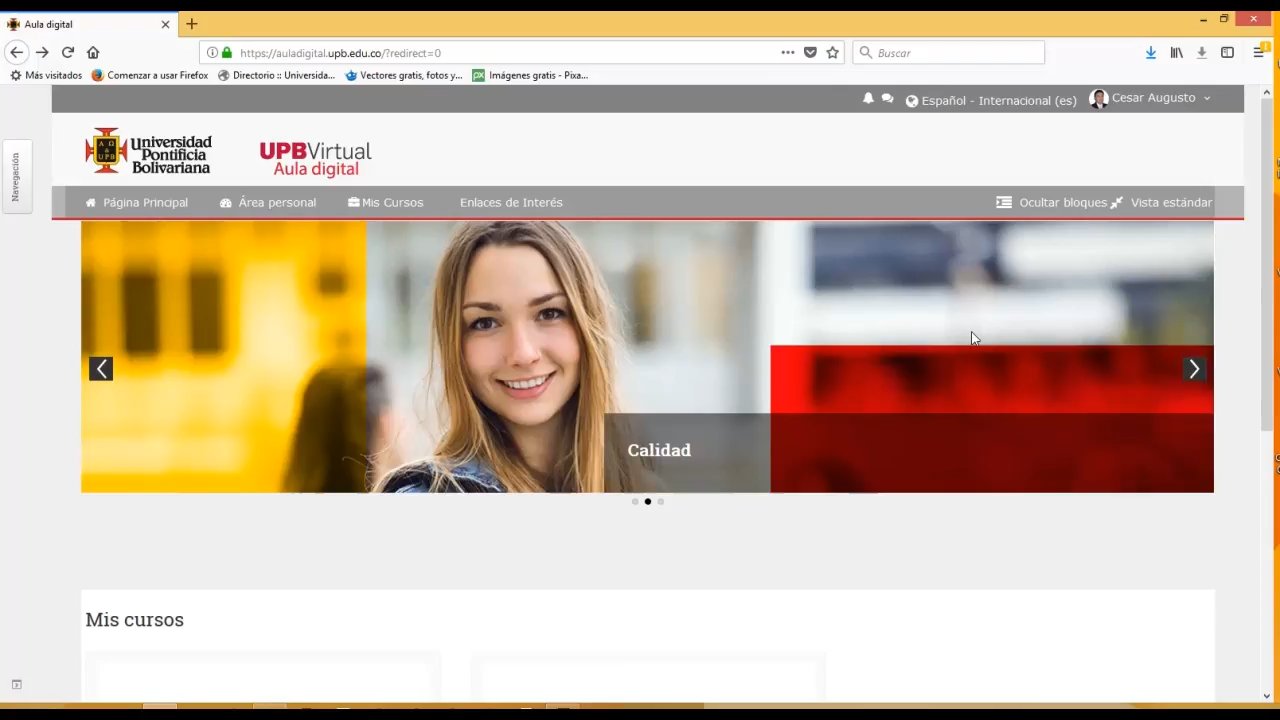 Aula digital
https://auladigital.upb.edu.co/?redirect=0
Buscar
Más visitados
Comenzar a usar Firefox
Directorio :: Universida...
Vectores gratis, fotos y...
Imágenes gratis - Pixa...
Español - Internacional (es)
Cesar Augusto
Navegación
Universidad
Pontificia
Bolivariana
UPBVirtual
Aula digital
Página Principal
Área personal
Mis Cursos
Enlaces de Interés
Ocultar bloques
Vista estándar
Calidad
Mis cursos